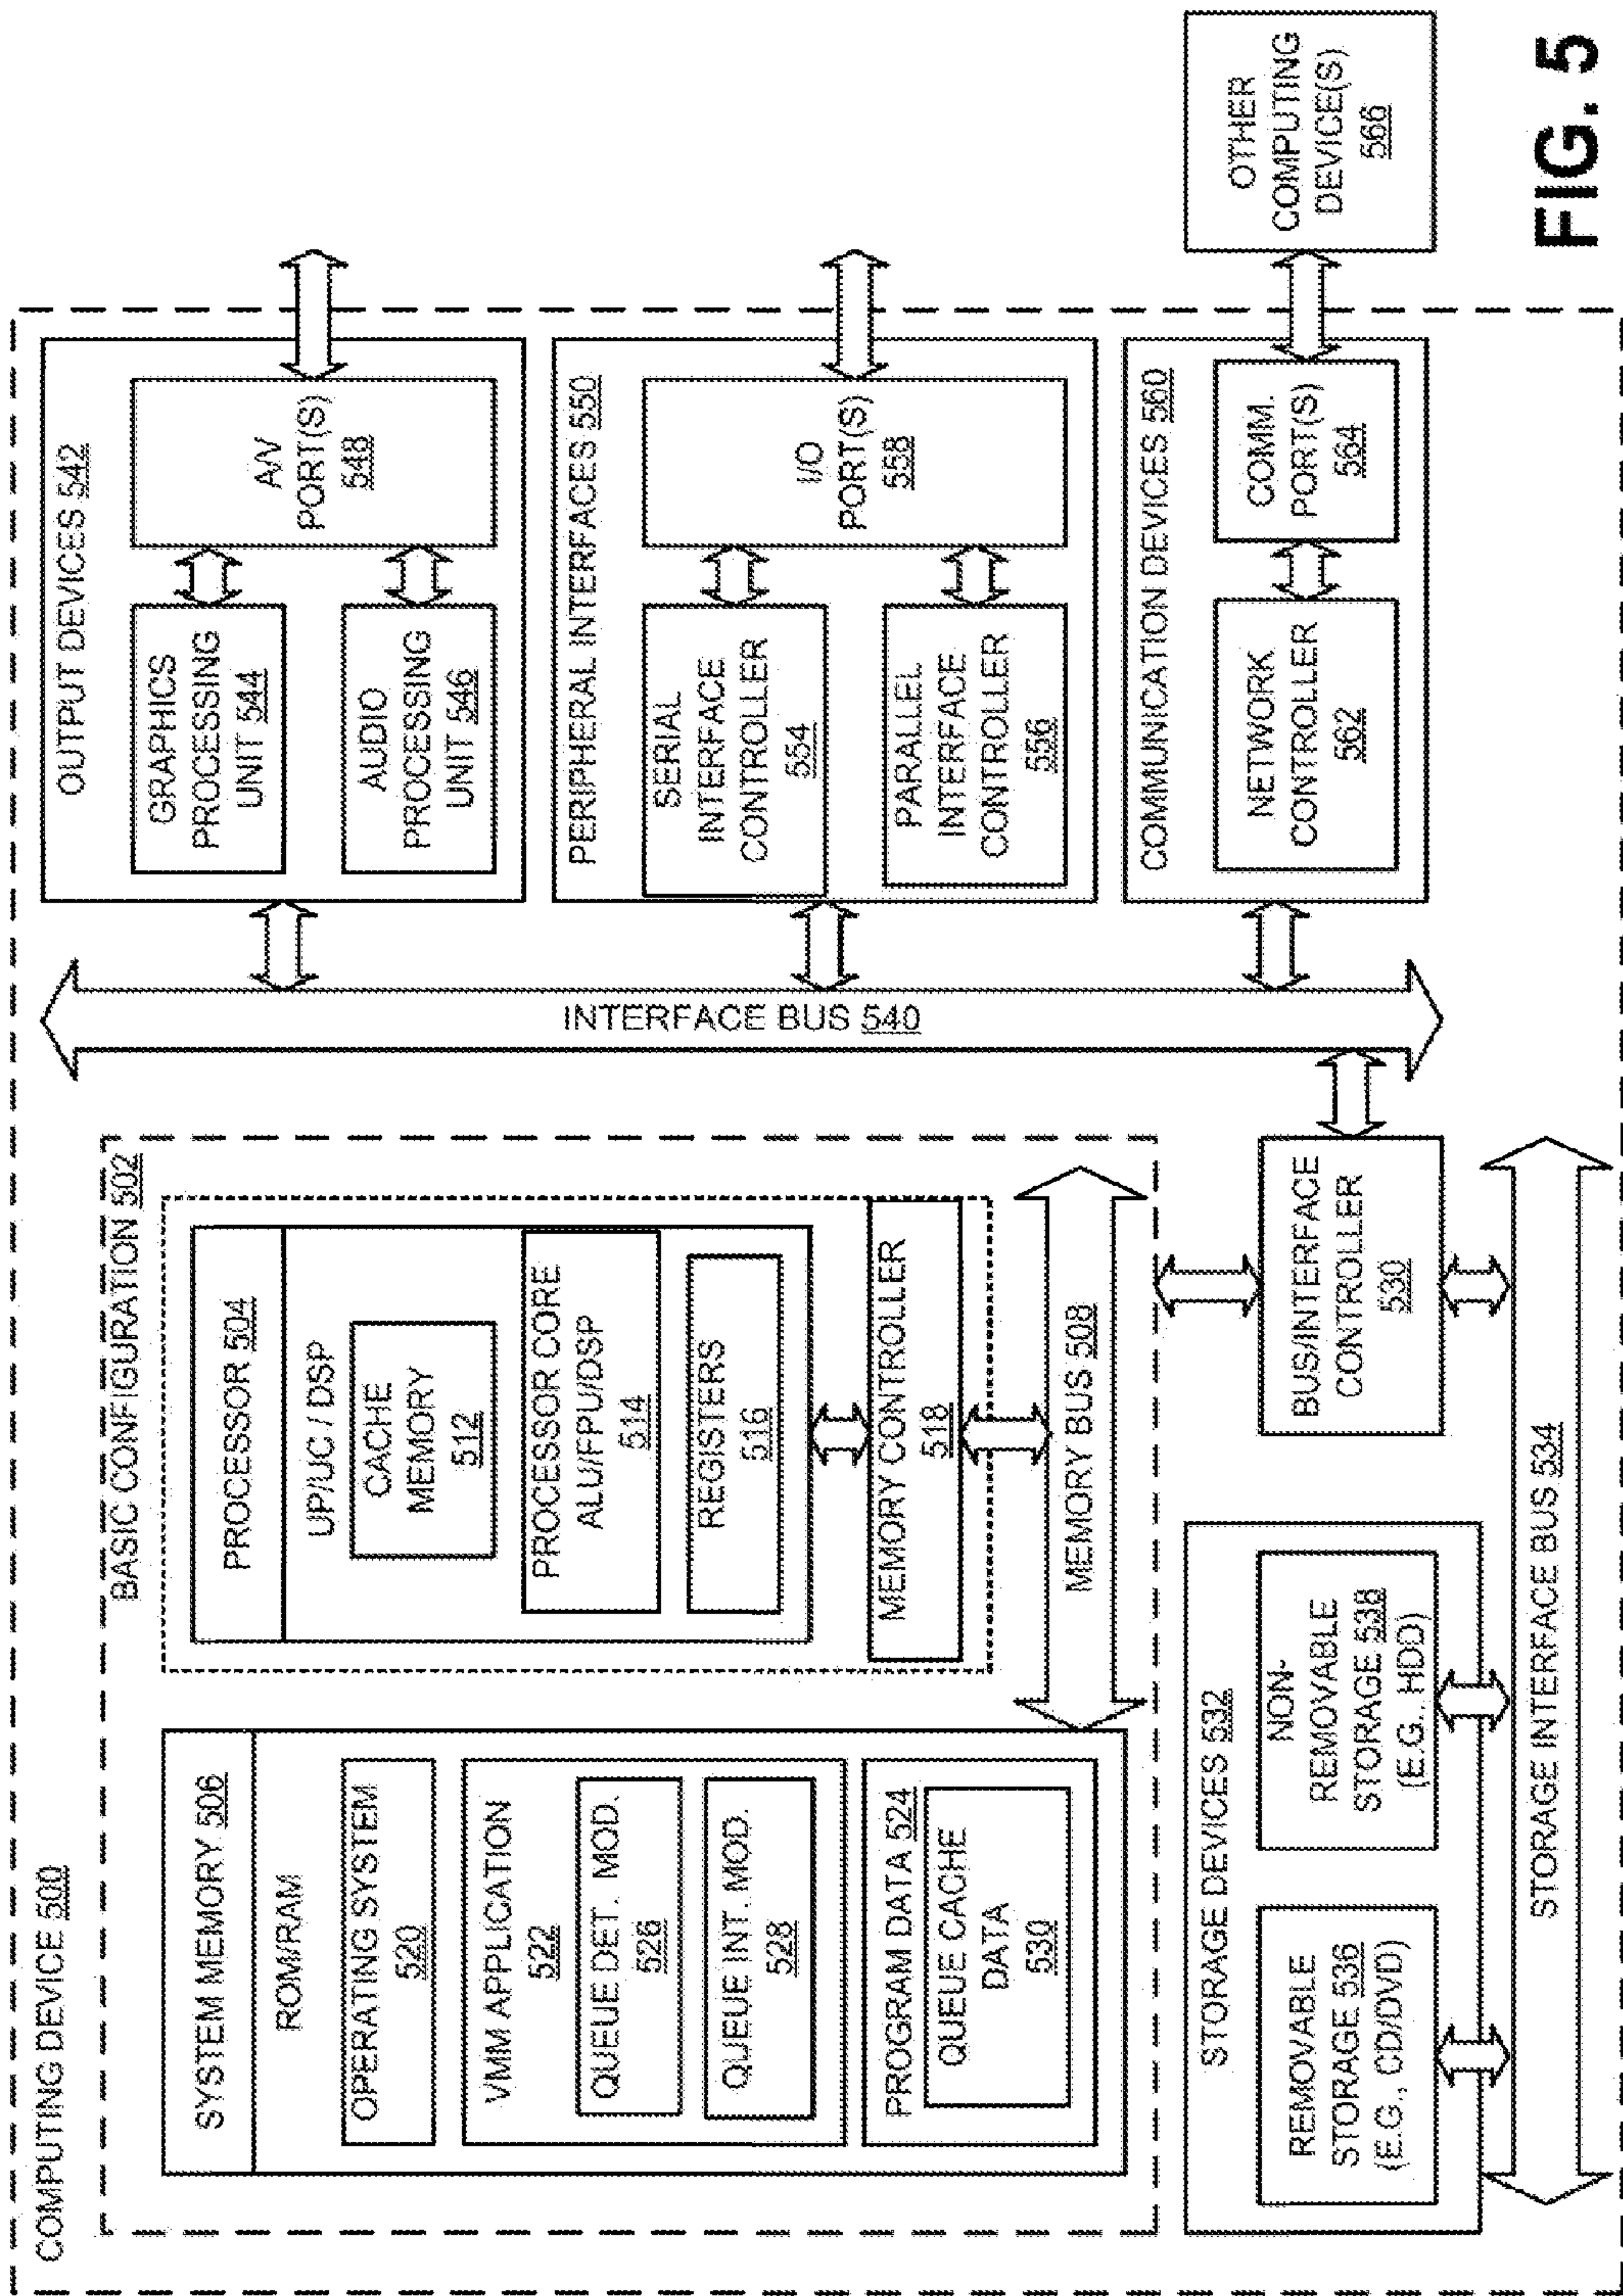 COMPUTING DEVICE 500
BASIC CONFIGURATION 502
SYSTEM MEMORY 506
ROM/RAM
OPERATING SYSTEM
520
VMM APPLICATION
522
QUEUE DET. MOD.
526
QUEUE INT. MOD.
528
PROGRAM DATA 524
QUEUE CACHE
DATA
530
PROCESSOR 504
UP/UC / DSP
CACHE
MEMORY
512
PROCESSOR CORE
ALU/FPU/DSP
514
REGISTERS
516
MEMORY CONTROLLER
518
MEMORY BUS 508
STORAGE DEVICES 532
REMOVABLE
STORAGE 536
(E.G., CD/DVD)
NON-
REMOVABLE
STORAGE 538
(E.G., HDD)
BUS/INTERFACE
CONTROLLER
530
STORAGE INTERFACE BUS 534
INTERFACE BUS 540
OUTPUT DEVICES 542
GRAPHICS
PROCESSING
UNIT 544
AUDIO
PROCESSING
UNIT 546
A/V
PORT(S)
548
PERIPHERAL INTERFACES 550
SERIAL
INTERFACE
CONTROLLER
554
PARALLEL
INTERFACE
CONTROLLER
556
I/O
PORT(S)
558
COMMUNICATION DEVICES 560
NETWORK
CONTROLLER
562
COMM.
PORT(S)
564
OTHER
COMPUTING
DEVICE(S)
566
FIG. 5